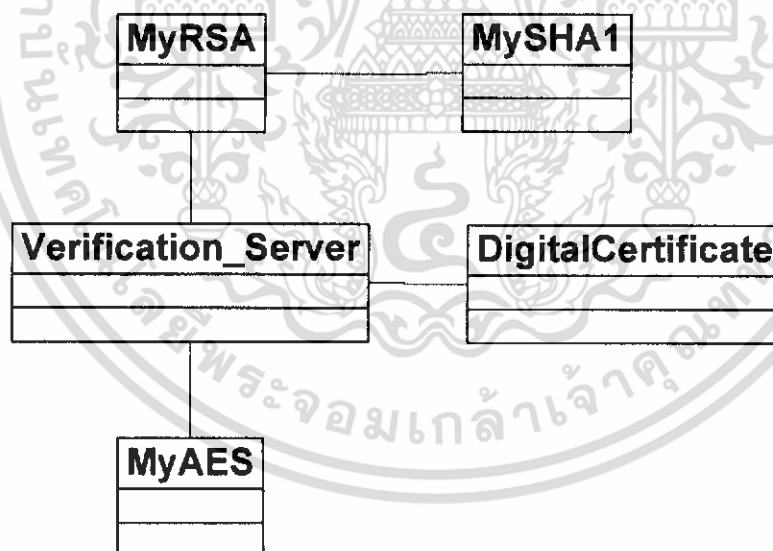 MyRSA
MySHA1
Verification_Server
DigitalCertificate
MyAES